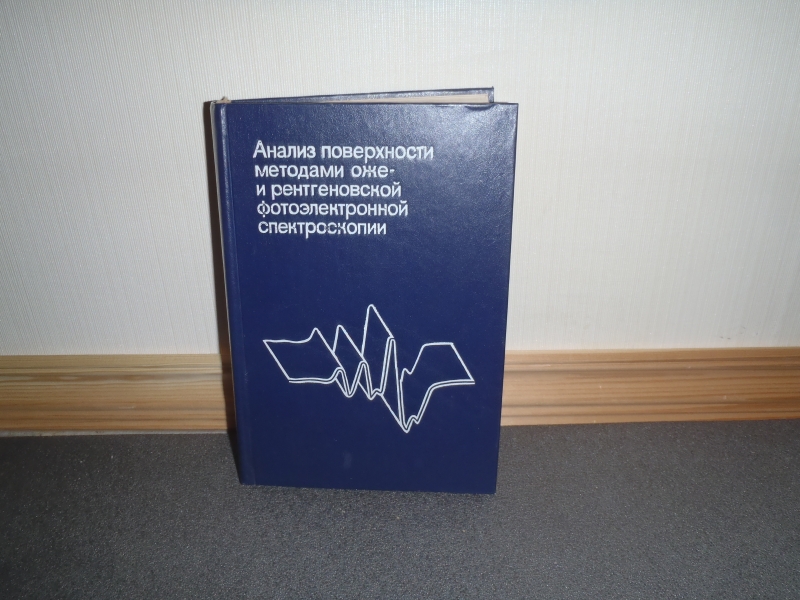 Анализ поверхности
методами оже-
и рентгеновской
фотоэлектронной
спектроскопии